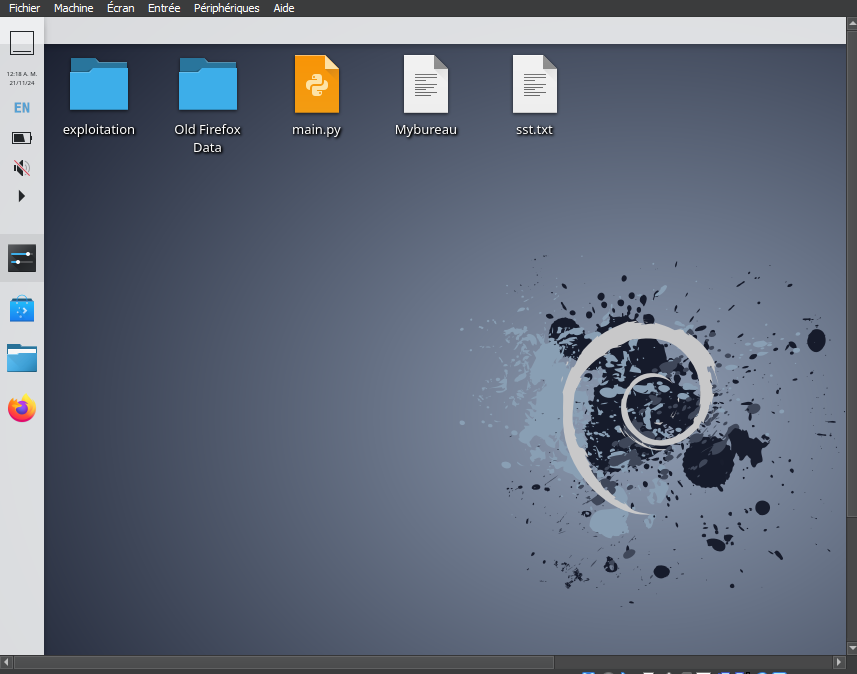 Fichier Machine Écran Entrée Périphériques Aide
12:18 A. M.
21/11/24
EN
exploitation
Old Firefox
Data
main.py
Mybureau
sst.txt